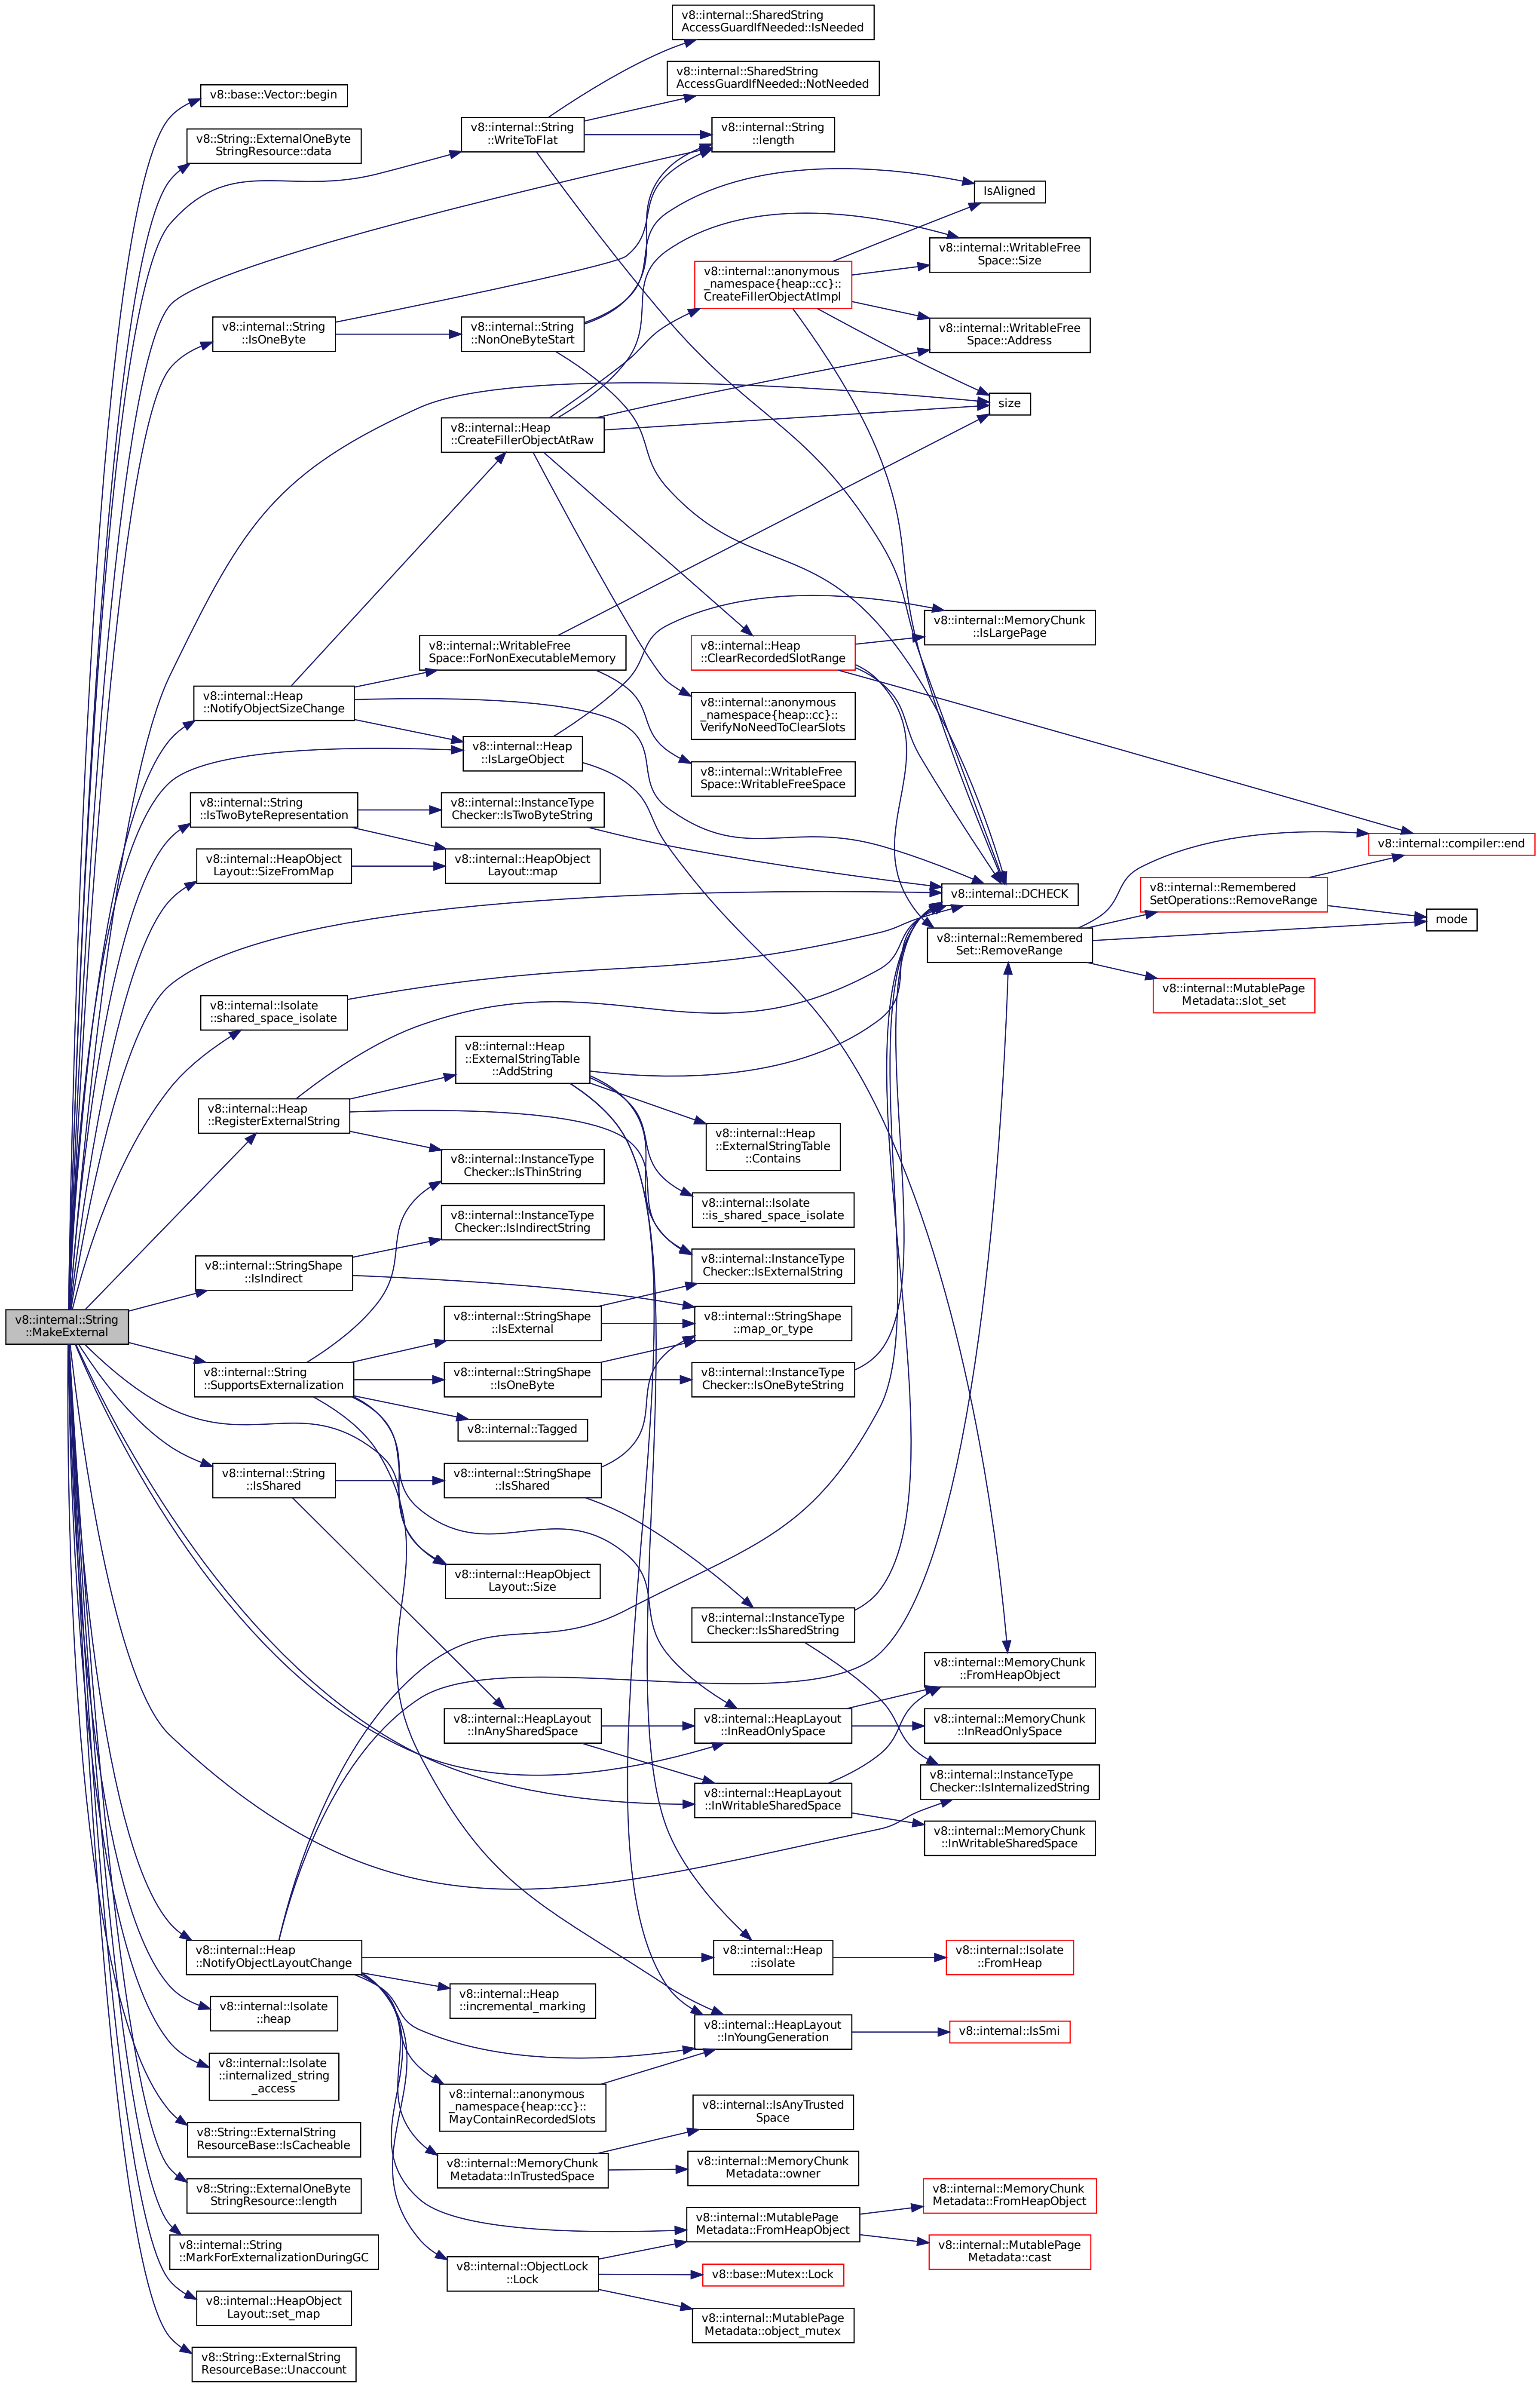 v8::internal::SharedString
AccessGuardIfNeeded::IsNeeded
v8::internal::SharedString
AccessGuardIfNeeded::NotNeeded
v8::base::Vector::begin
v8::internal::String
::WriteToFlat
v8::internal::String
::length
v8::String::ExternalOneByte
StringResource::data
IsAligned
v8::internal::WritableFree
Space::Size
v8::internal::anonymous
_namespace{heap::cc}::
CreateFillerObjectAtImpl
v8::internal::String
::IsOneByte
v8::internal::String
::NonOneByteStart
v8::internal::WritableFree
Space::Address
size
v8::internal::Heap
::CreateFillerObjectAtRaw
v8::internal::MemoryChunk
::IsLargePage
v8::internal::WritableFree
Space::ForNonExecutableMemory
v8::internal::Heap
::ClearRecordedSlotRange
v8::internal::Heap
::NotifyObjectSizeChange
v8::internal::anonymous
_namespace{heap::cc}::
VerifyNoNeedToClearSlots
v8::internal::Heap
::IsLargeObject
v8::internal::WritableFree
Space::WritableFreeSpace
v8::internal::String
::IsTwoByteRepresentation
v8::internal::InstanceType
Checker::IsTwoByteString
v8::internal::compiler::end
v8::internal::HeapObject
Layout::SizeFromMap
v8::internal::HeapObject
Layout::map
v8::internal::DCHECK
v8::internal::Remembered
SetOperations::RemoveRange
mode
v8::internal::Remembered
Set::RemoveRange
v8::internal::MutablePage
Metadata::slot_set
v8::internal::Isolate
::shared_space_isolate
v8::internal::Heap
::ExternalStringTable
::AddString
v8::internal::Heap
::RegisterExternalString
v8::internal::Heap
::ExternalStringTable
::Contains
v8::internal::InstanceType
Checker::IsThinString
v8::internal::Isolate
::is_shared_space_isolate
v8::internal::InstanceType
Checker::IsIndirectString
v8::internal::StringShape
::IsIndirect
v8::internal::InstanceType
Checker::IsExternalString
v8::internal::String
::MakeExternal
v8::internal::StringShape
::IsExternal
v8::internal::StringShape
::map_or_type
v8::internal::String
::SupportsExternalization
v8::internal::StringShape
::IsOneByte
v8::internal::InstanceType
Checker::IsOneByteString
v8::internal::Tagged
v8::internal::String
::IsShared
v8::internal::StringShape
::IsShared
v8::internal::HeapObject
Layout::Size
v8::internal::InstanceType
Checker::IsSharedString
v8::internal::MemoryChunk
::FromHeapObject
v8::internal::HeapLayout
::InAnySharedSpace
v8::internal::HeapLayout
::InReadOnlySpace
v8::internal::MemoryChunk
::InReadOnlySpace
v8::internal::InstanceType
Checker::IsInternalizedString
v8::internal::HeapLayout
::InWritableSharedSpace
v8::internal::MemoryChunk
::InWritableSharedSpace
v8::internal::Heap
::NotifyObjectLayoutChange
v8::internal::Heap
::isolate
v8::internal::Isolate
::FromHeap
v8::internal::Isolate
::heap
v8::internal::Heap
::incremental_marking
v8::internal::HeapLayout
::InYoungGeneration
v8::internal::IsSmi
v8::internal::Isolate
::internalized_string
_access
v8::internal::anonymous
_namespace{heap::cc}::
MayContainRecordedSlots
v8::internal::IsAnyTrusted
Space
v8::String::ExternalString
ResourceBase::IsCacheable
v8::internal::MemoryChunk
Metadata::InTrustedSpace
v8::internal::MemoryChunk
Metadata::owner
v8::String::ExternalOneByte
StringResource::length
v8::internal::MutablePage
Metadata::FromHeapObject
v8::internal::MemoryChunk
Metadata::FromHeapObject
v8::internal::String
::MarkForExternalizationDuringGC
v8::internal::MutablePage
Metadata::cast
v8::internal::ObjectLock
::Lock
v8::base::Mutex::Lock
v8::internal::HeapObject
Layout::set_map
v8::internal::MutablePage
Metadata::object_mutex
v8::String::ExternalString
ResourceBase::Unaccount